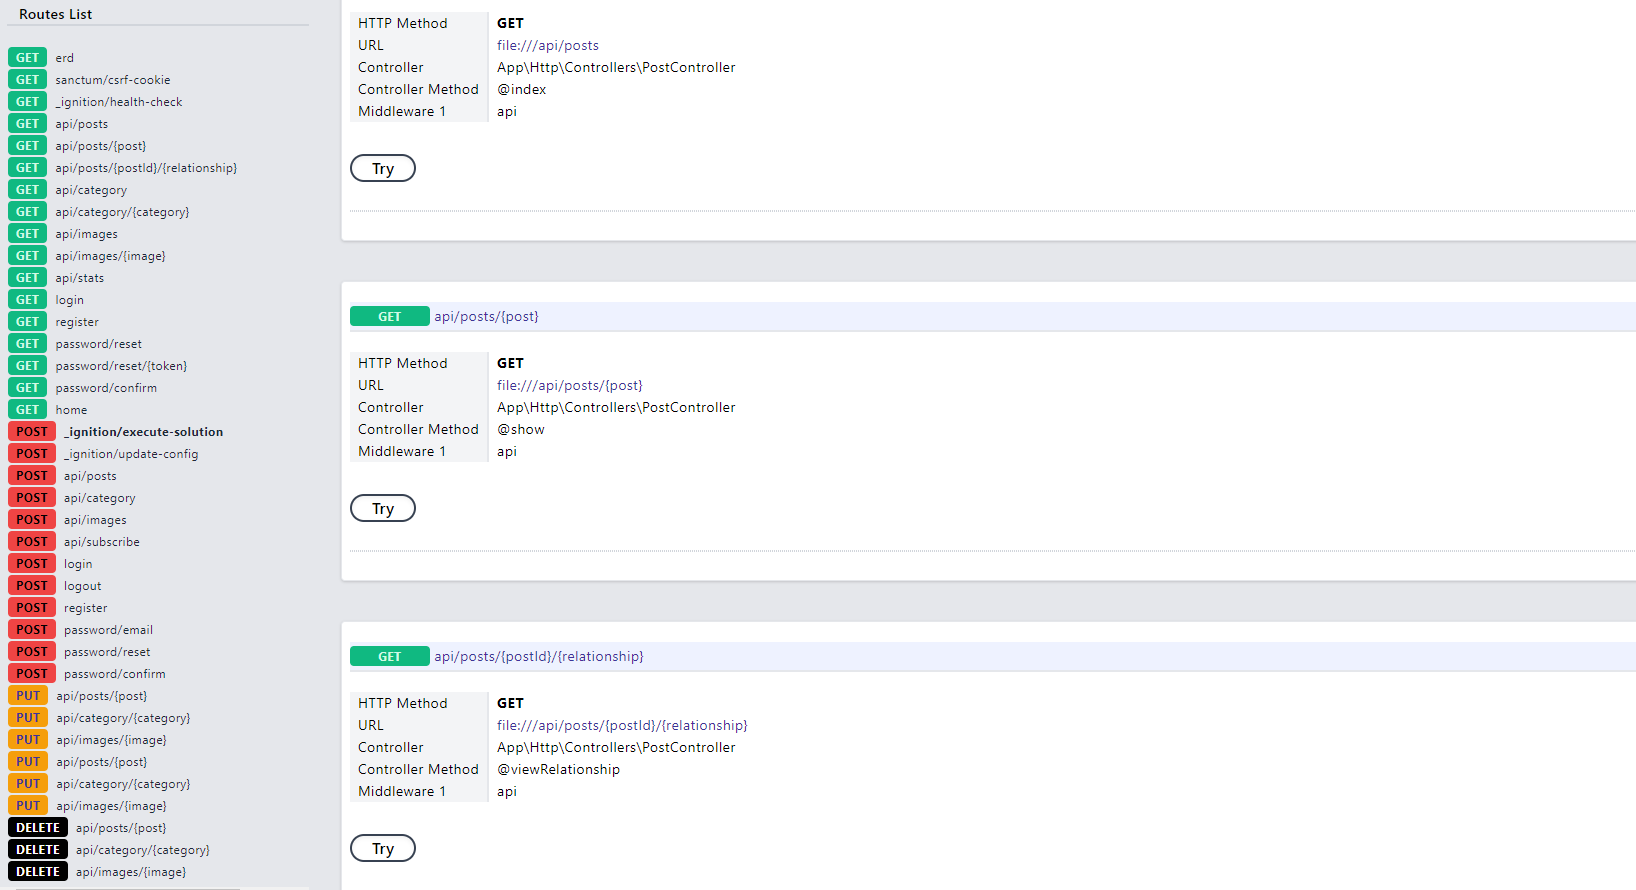 Routes List
GET erd
GET sanctum/csrf-cookie
GET _ignition/health-check
GET api/posts
GET api/posts/{post}
GET api/posts/{postId}/{relationship}
GET api/category
GET api/category/{category}
GET api/images
GET api/images/{image}
GET api/stats
GET login
GET register
GET password/reset
GET password/reset/{token}
GET password/confirm
GET home
POST _ignition/execute-solution
POST _ignition/update-config
POST api/posts
POST api/category
POST api/images
POST api/subscribe
POST login
POST logout
POST register
POST password/email
POST password/reset
POST password/confirm
PUT api/posts/{post}
PUT api/category/{category}
PUT api/images/{image}
PUT api/posts/{post}
PUT api/category/{category}
PUT api/images/{image}
DELETE api/posts/{post}
DELETE api/category/{category}
DELETE api/images/{image}
HTTP Method GET
URL file:///api/posts
Controller App\Http\Controllers\PostController
Controller Method @index
Middleware 1 api
Try
GET api/posts/{post}
HTTP Method GET
URL file:///api/posts/{post}
Controller App\Http\Controllers\PostController
Controller Method @show
Middleware 1 api
Try
GET api/posts/{postId}/{relationship}
HTTP Method GET
URL file:///api/posts/{postId}/{relationship}
Controller App\Http\Controllers\PostController
Controller Method @viewRelationship
Middleware 1 api
Try